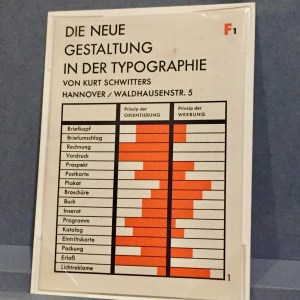 DIE NEUE
GESTALTUNG
IN DER TYPOGRAPHIE
VON KURT SCHWITTERS
HANNOVER / WALDHAUSENSTR. 5
F1
Prinzip der
ORIENTIERUNG
Prinzip der
WERBUNG
Briefkopf
Briefumschlag
Rechnung
Vordruck
Prospekt
Postkarte
Plakat
Broschüre
Buch
Inserat
Programm
Katalog
Eintrittskarte
Packung
Erlaß
Lichtreklame
1